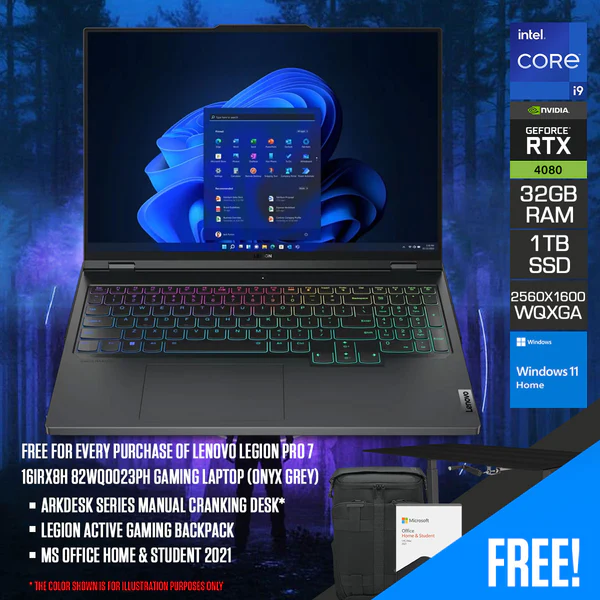 intel
CORE
i9
NVIDIA
GEFORCE
RTX
4080
32GB
RAM
1TB
SSD
2560X1600
WQXGA
Windows
Windows 11
Home
Lenovo
FREE FOR EVERY PURCHASE OF LENOVO LEGION PRO 7
16IRX8H 82WQ0023PH GAMING LAPTOP (ONYX GREY)
ARKDESK SERIES MANUAL CRANKING DESK*
LEGION ACTIVE GAMING BACKPACK
MS OFFICE HOME & STUDENT 2021
* THE COLOR SHOWN IS FOR ILLUSTRATION PURPOSES ONLY
Microsoft
Office
Home & Student
FREE!